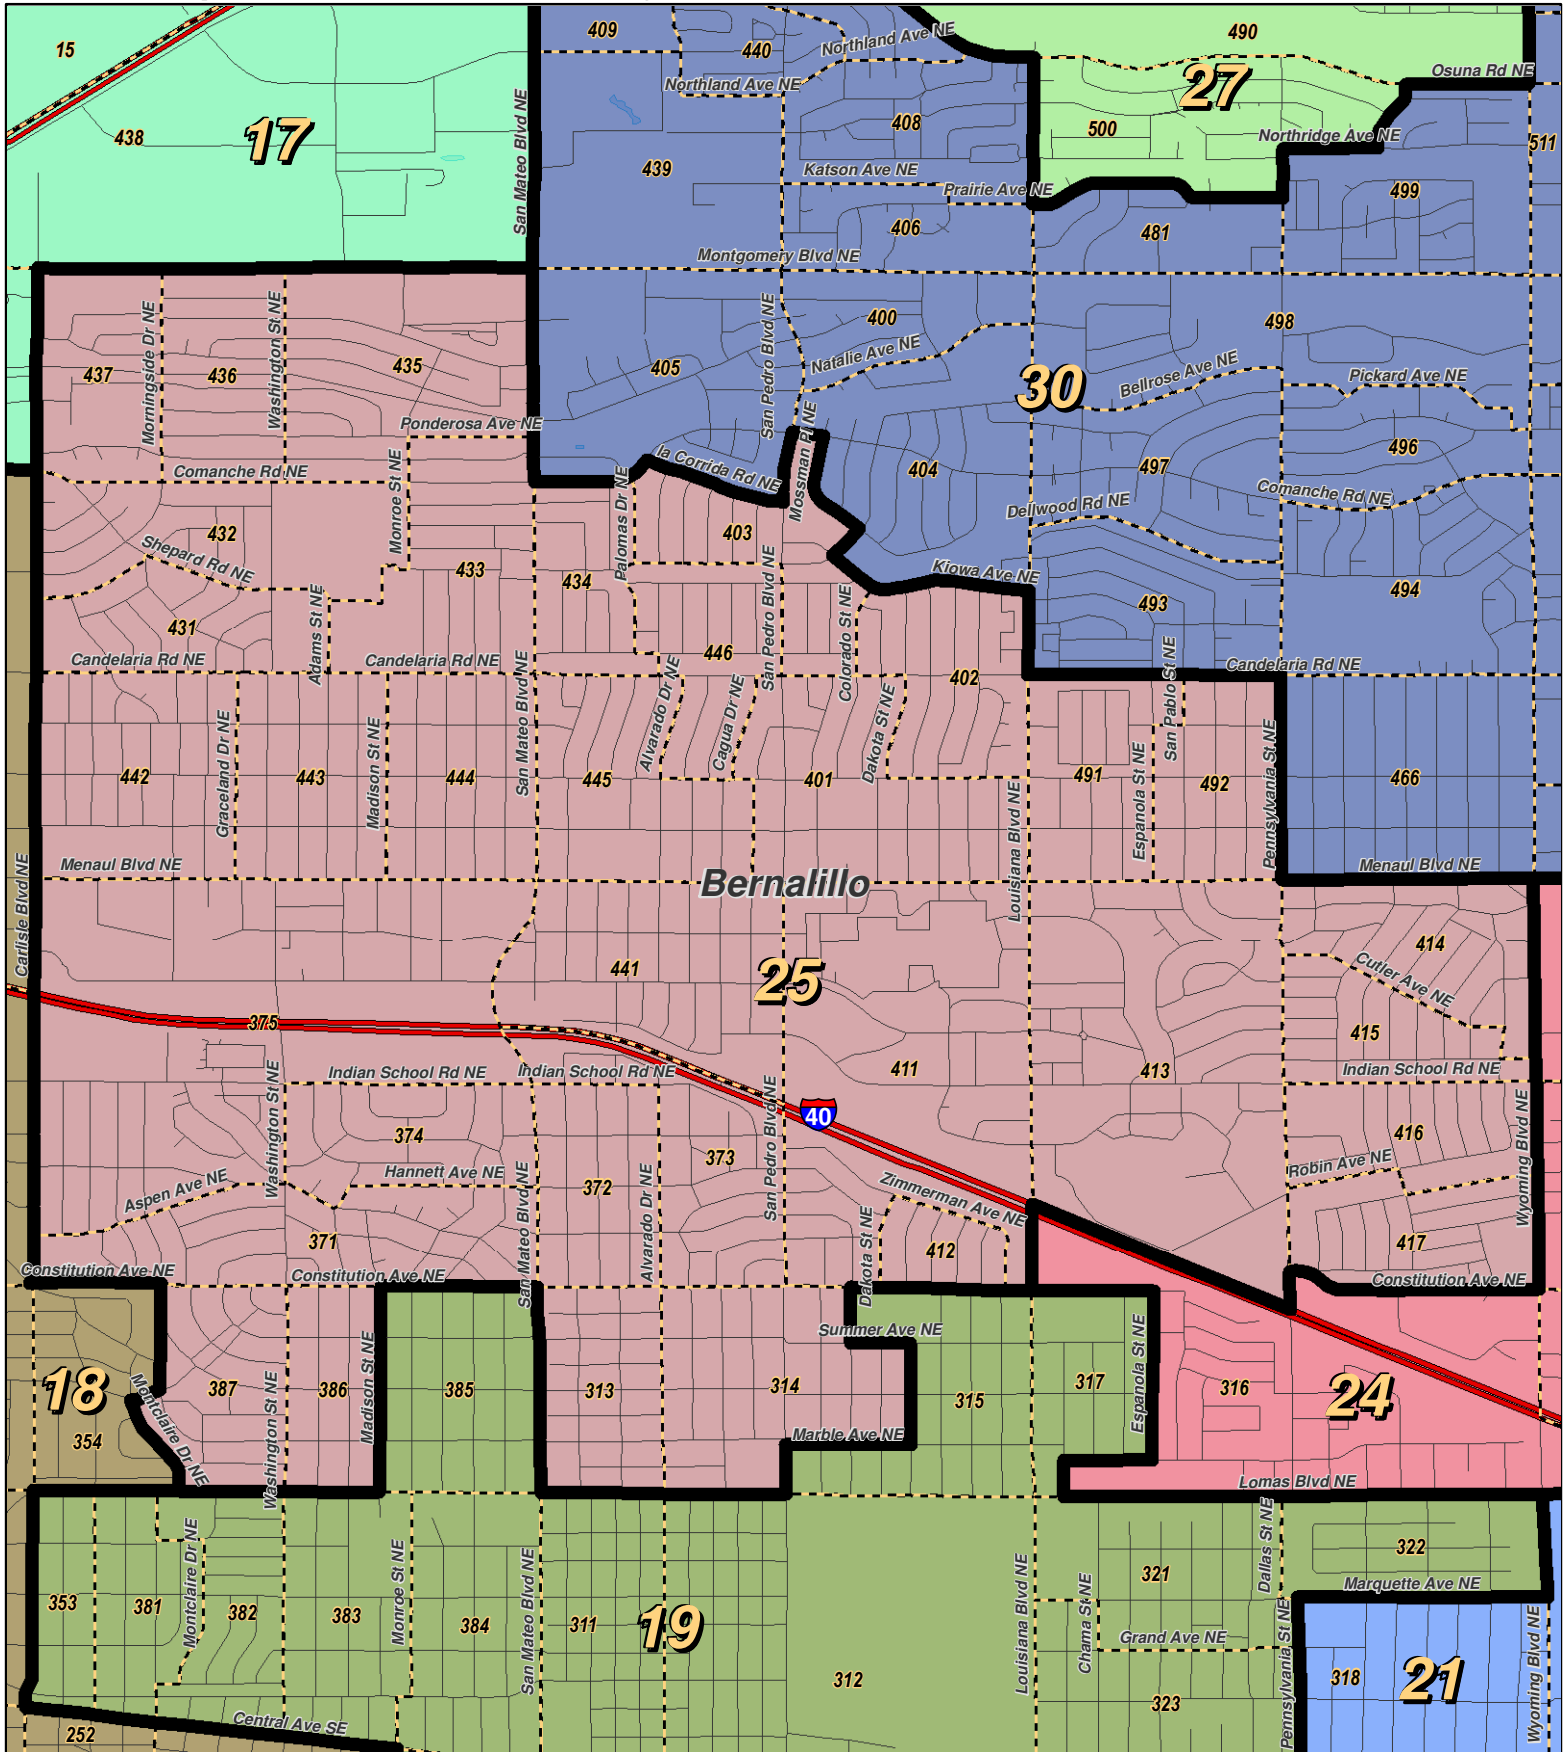 15
409
440
Northland Ave NE
490
27
Osuna Rd NE
Northland Ave NE
San Mateo Blvd NE
438
17
408
500
Northridge Ave NE
511
439
Katson Ave NE
Prairie Ave NE
499
406
481
Montgomery Blvd NE
Morningside Dr NE
Washington St NE
San Pedro Blvd NE
400
498
437
436
435
405
Natalie Ave NE
30
Bellrose Ave NE
Pickard Ave NE
Ponderosa Ave NE
Mossman Pl NE
496
Comanche Rd NE
Monroe St NE
la Corrida Rd NE
404
497
Comanche Rd NE
Palomas Dr NE
Dellwood Rd NE
432
403
Shepard Rd NE
433
434
San Pedro Blvd NE
Kiowa Ave NE
494
493
Adams St NE
Colorado St NE
431
446
San Pablo St NE
Candelaria Rd NE
Candelaria Rd NE
Candelaria Rd NE
San Mateo Blvd NE
Alvarado Dr NE
Cagua Dr NE
Dakota St NE
402
Graceland Dr NE
Madison St NE
442
443
444
445
401
491
Espanola St NE
492
Pennsylvania St NE
466
Louisiana Blvd NE
Menaul Blvd NE
Menaul Blvd NE
Bernalillo
Carlisle Blvd NE
441
25
414
Cutler Ave NE
375
415
Indian School Rd NE
Indian School Rd NE
411
413
Indian School Rd NE
Washington St NE
San Pedro Blvd NE
40
374
416
Wyoming Blvd NE
Hannett Ave NE
373
Robin Ave NE
Aspen Ave NE
San Mateo Blvd NE
372
Alvarado Dr NE
Zimmerman Ave NE
371
Dakota St NE
412
417
Constitution Ave NE
Constitution Ave NE
Constitution Ave NE
Summer Ave NE
Madison St NE
Espanola St NE
18
Montclaire Dr NE
387
Washington St NE
386
385
313
314
315
317
316
24
354
Marble Ave NE
Lomas Blvd NE
Montclaire Dr NE
Monroe St NE
San Mateo Blvd NE
Louisiana Blvd NE
Chama St NE
321
Dallas St NE
322
Marquette Ave NE
353
381
382
383
384
311
19
Grand Ave NE
Pennsylvania St NE
312
323
318
21
Wyoming Blvd NE
252
Central Ave SE